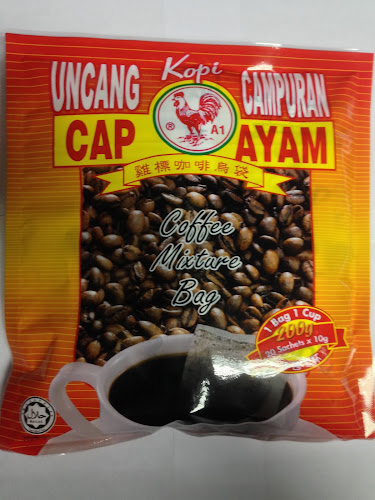 Kopi
UNCANG CAMPURAN
® A1
CAP AYAM
雞標咖啡烏袋
Coffee
Mixture
Bag
1 Bag 1 Cup
200g
20 Sachets x 10g